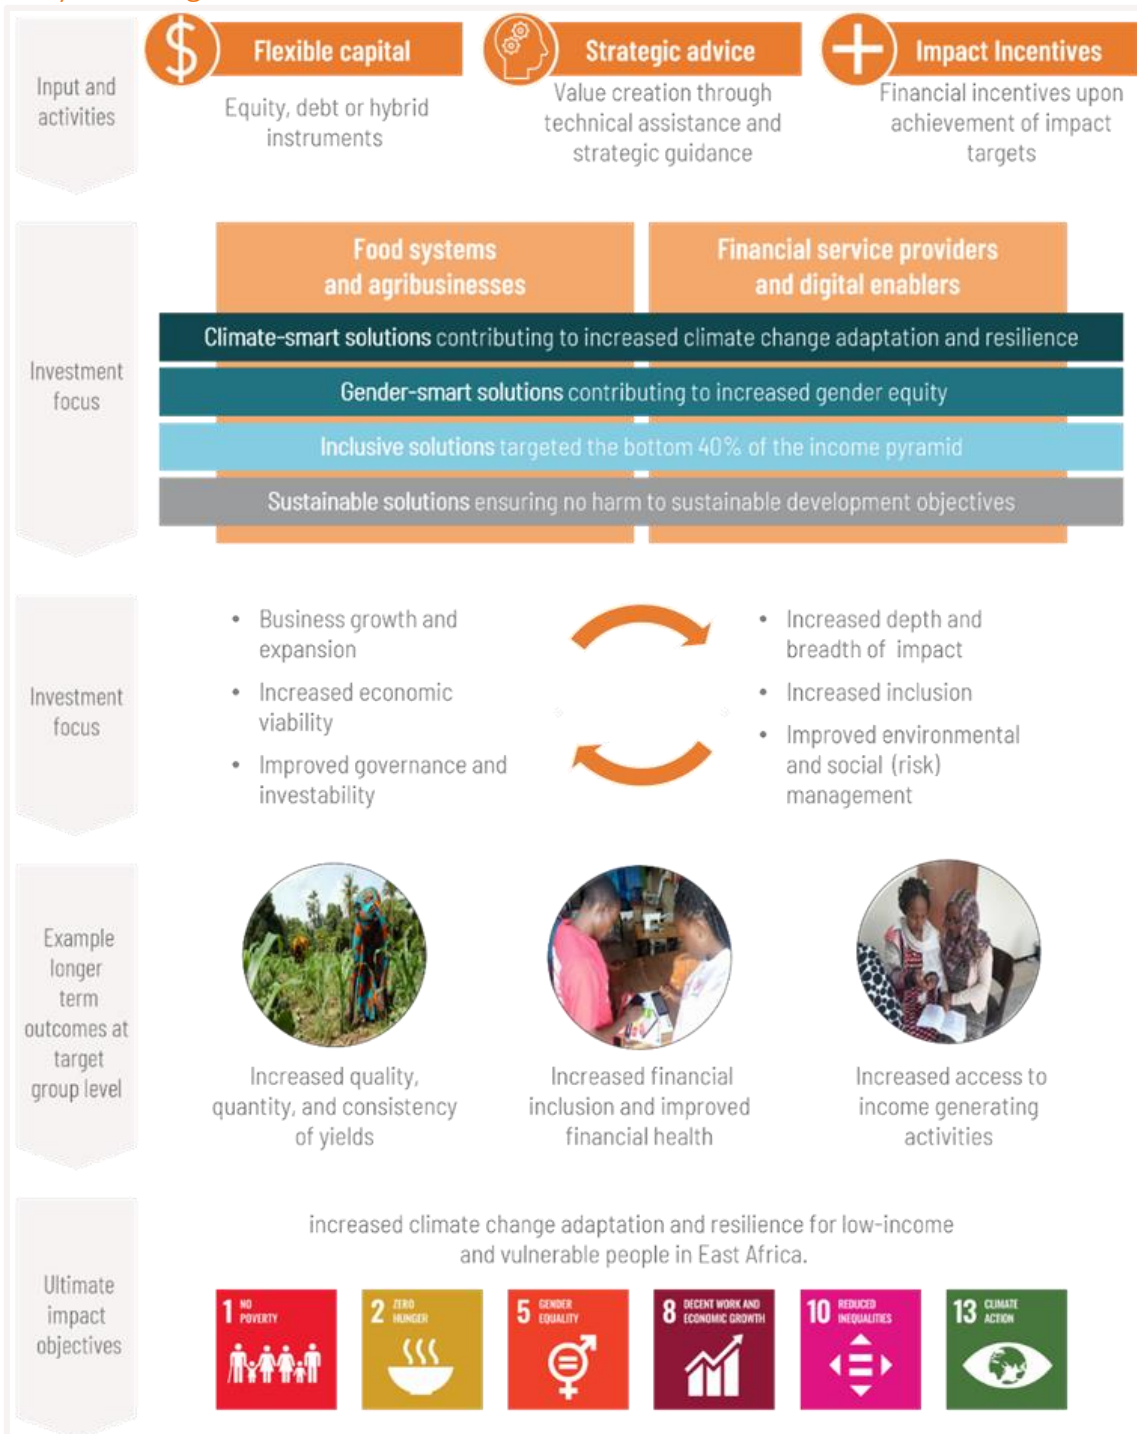 Input and
activities
Flexible capital
Equity, debt or hybrid
instruments
Strategic advice
Value creation through
technical assistance and
strategic guidance
Impact Incentives
Financial incentives upon
achievement of impact
targets
Investment
focus
Food systems
and agribusinesses
Financial service providers
and digital enablers
Climate-smart solutions contributing to increased climate change adaptation and resilience
Gender-smart solutions contributing to increased gender equity
Inclusive solutions targeted the bottom 40% of the income pyramid
Sustainable solutions ensuring no harm to sustainable development objectives
Investment
focus
• Business growth and
expansion
• Increased economic
viability
• Improved governance and
investability
• Increased depth and
breadth of impact
• Increased inclusion
• Improved environmental
and social (risk)
management
Example
longer
term
outcomes at
target
group level
Increased quality,
quantity, and consistency
of yields
Increased financial
inclusion and improved
financial health
Increased access to
income generating
activities
Ultimate
impact
objectives
increased climate change adaptation and resilience for low-income
and vulnerable people in East Africa.
1 NO
POVERTY
2 ZERO
HUNGER
5 GENDER
EQUALITY
8 DECENT WORK AND
ECONOMIC GROWTH
10 REDUCED
INEQUALITIES
13 CLIMATE
ACTION